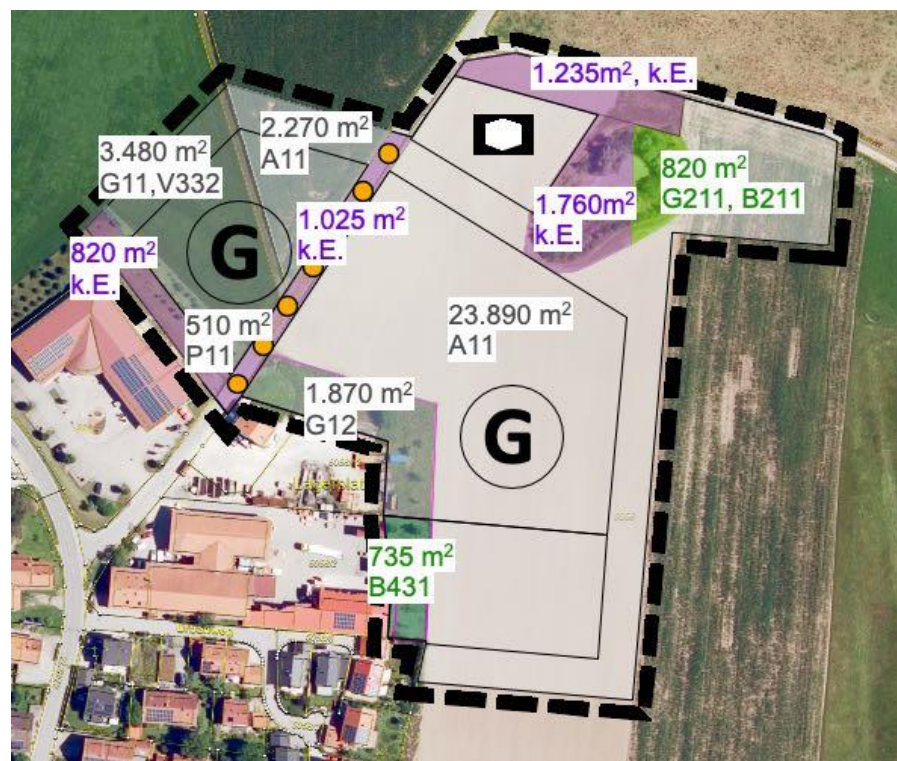 1.235m², k.E.
2.270 m²
A11
3.480 m²
G11,V332
820 m²
G211, B211
1.760m²
k.E.
1.025 m²
k.E.
820 m²
k.E.
G
510 m²
P11
23.890 m²
A11
1.870 m²
G12
G
735 m²
B431